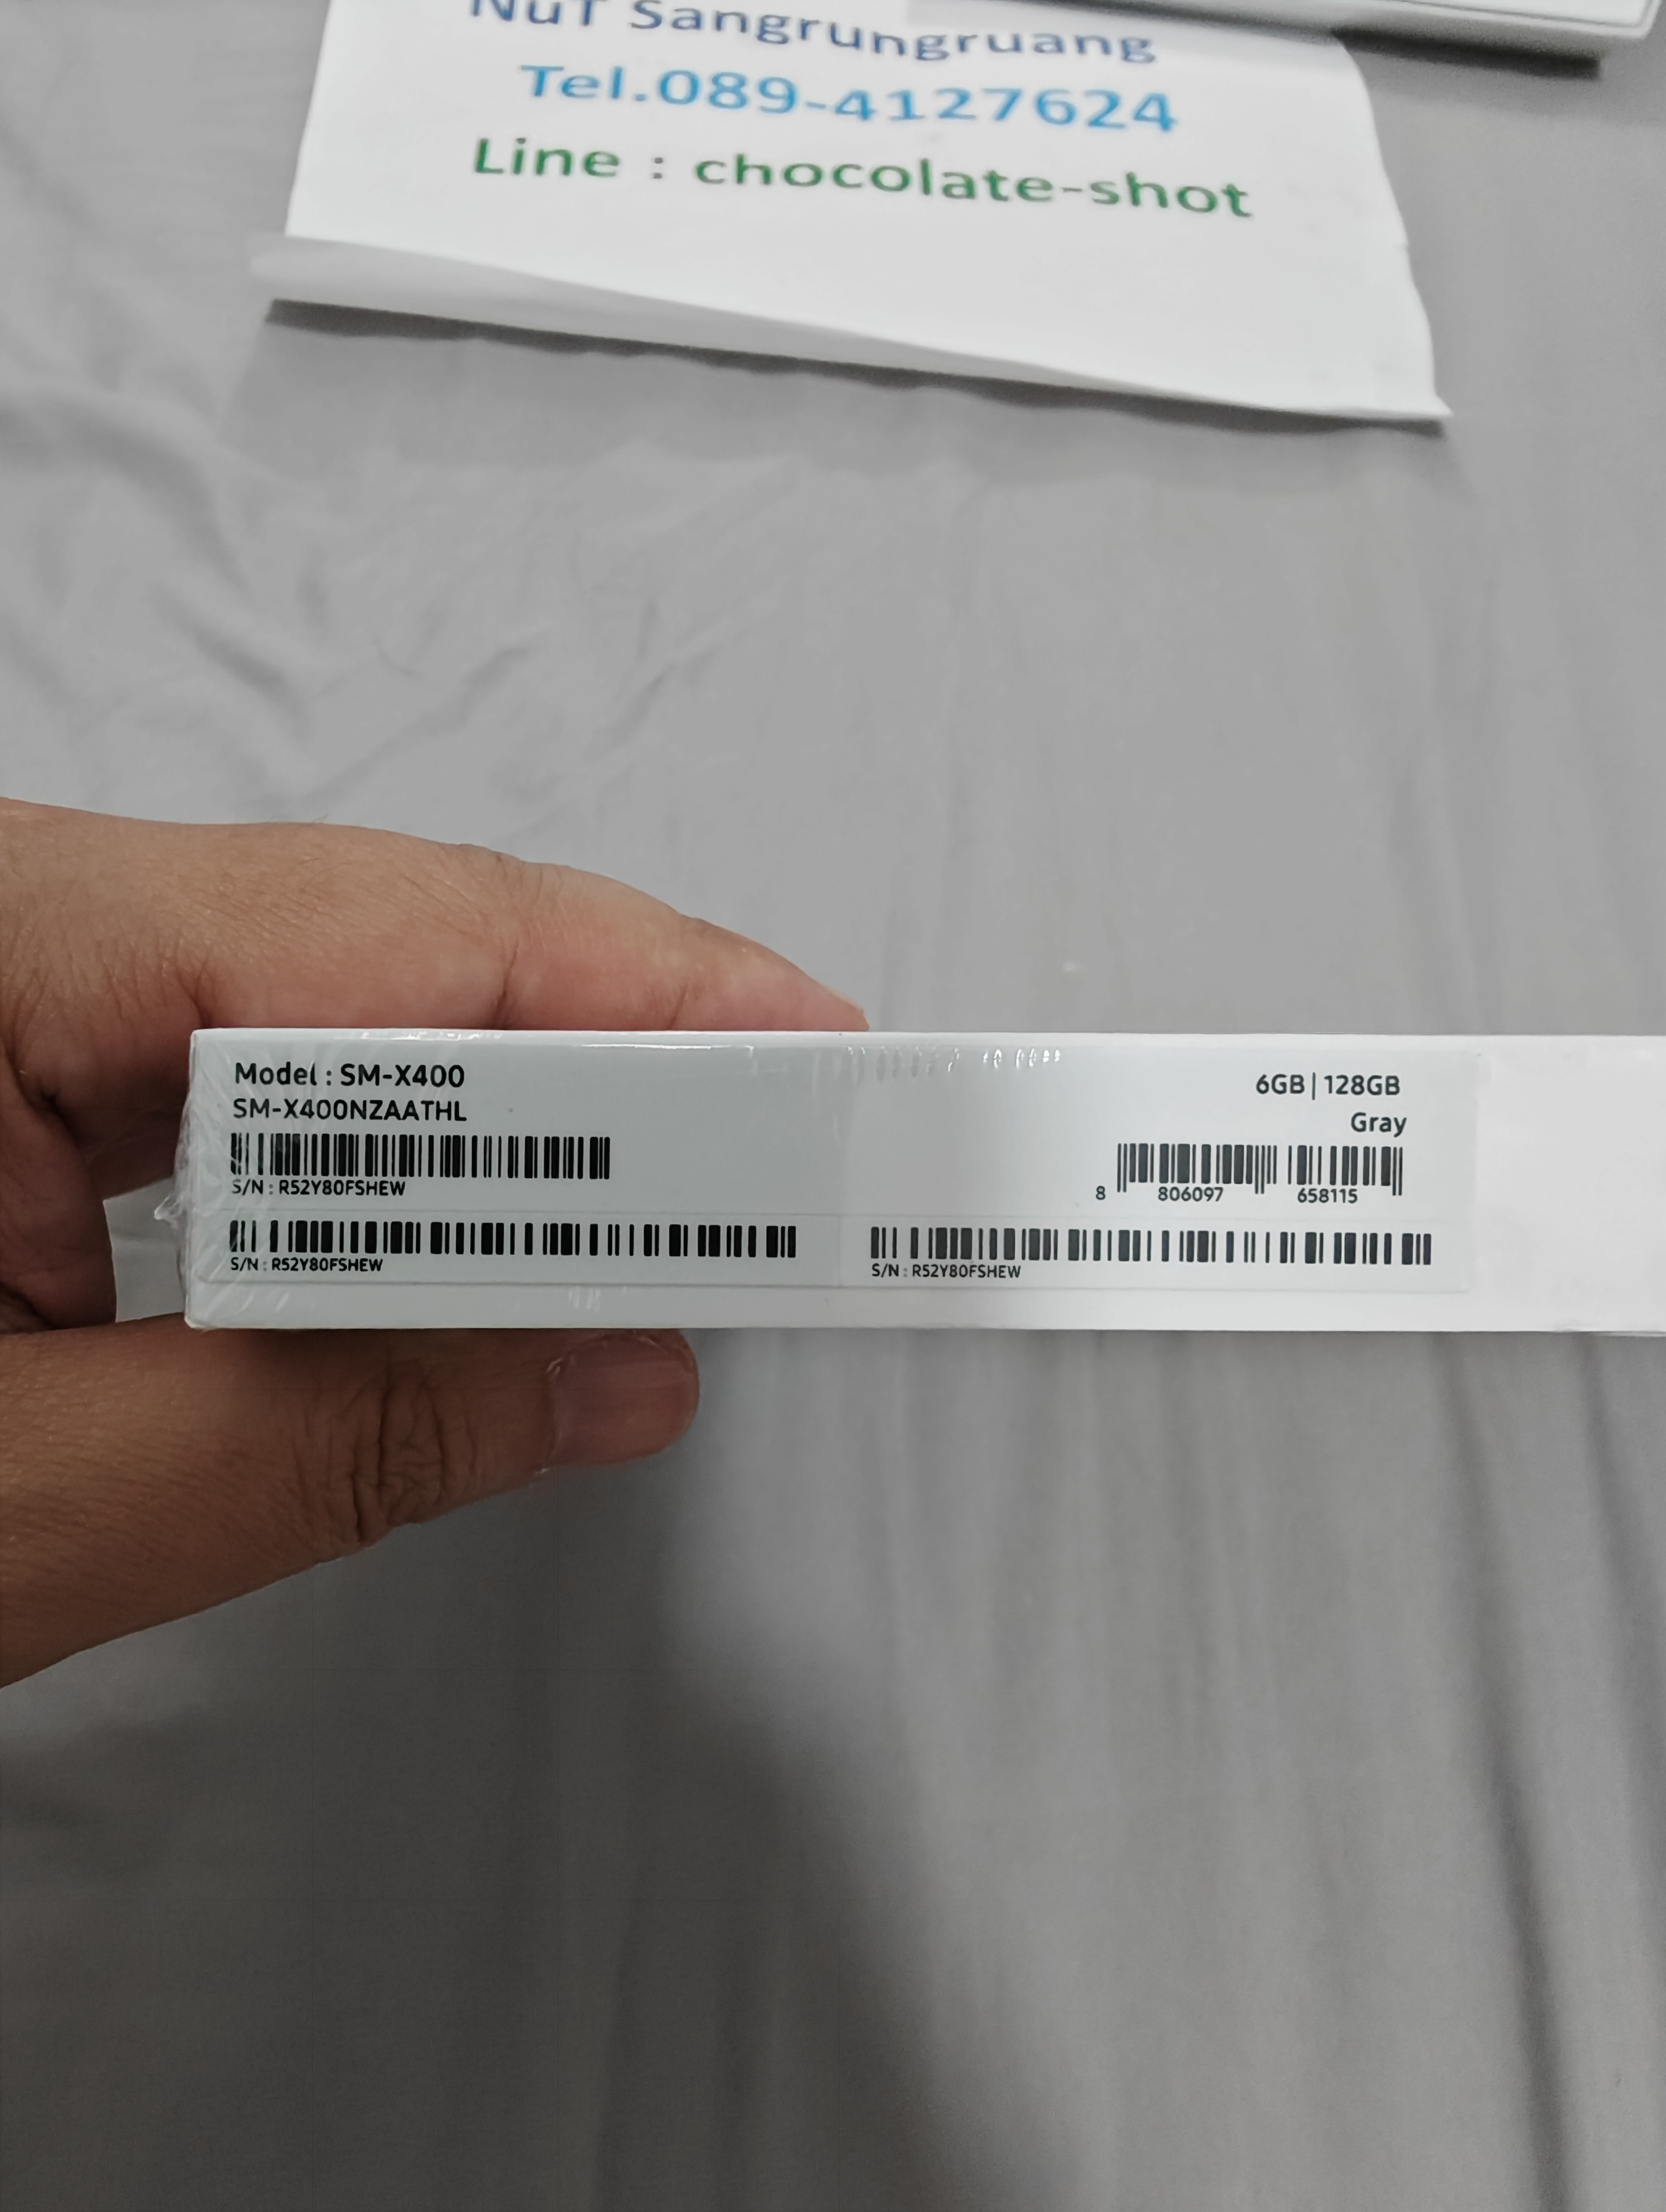 NuT Sangrungruang
Tel.089-4127624
Line : chocolate-shot
Model : SM-X400
SM-X400NZAATHL
S/N : R52Y80FSHEW
S/N : R52Y80FSHEW
6GB | 128GB
Gray
8 806097 658115
S/N : R52Y80FSHEW